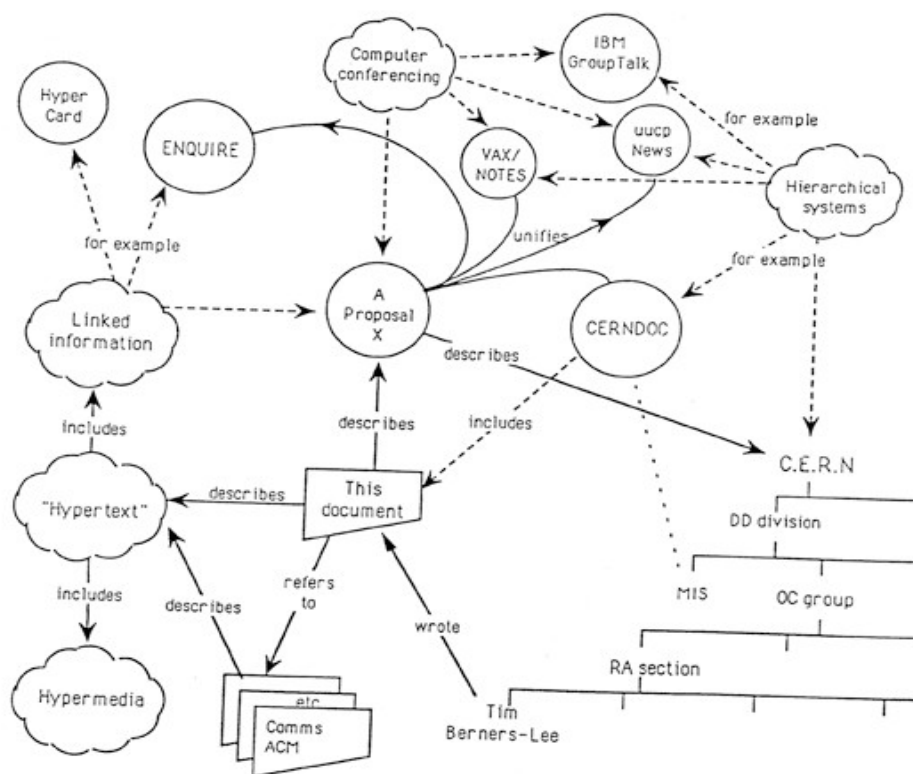 IBM
GroupTalk
Computer
conferencing
Hyper
Card
for example
uucp
News
ENQUIRE
VAX/
NOTES
Hierarchical
systems
unifies
for example
for example
A
Proposal
X
Linked
information
CERNDOC
describes
describes
includes
includes
C.E.R.N
This
document
"Hypertext"
describes
DD division
refers
to
MIS
OC group
includes
describes
wrote
RA section
Hypermedia
etc
Comms
ACM
Tim
Berners-Lee